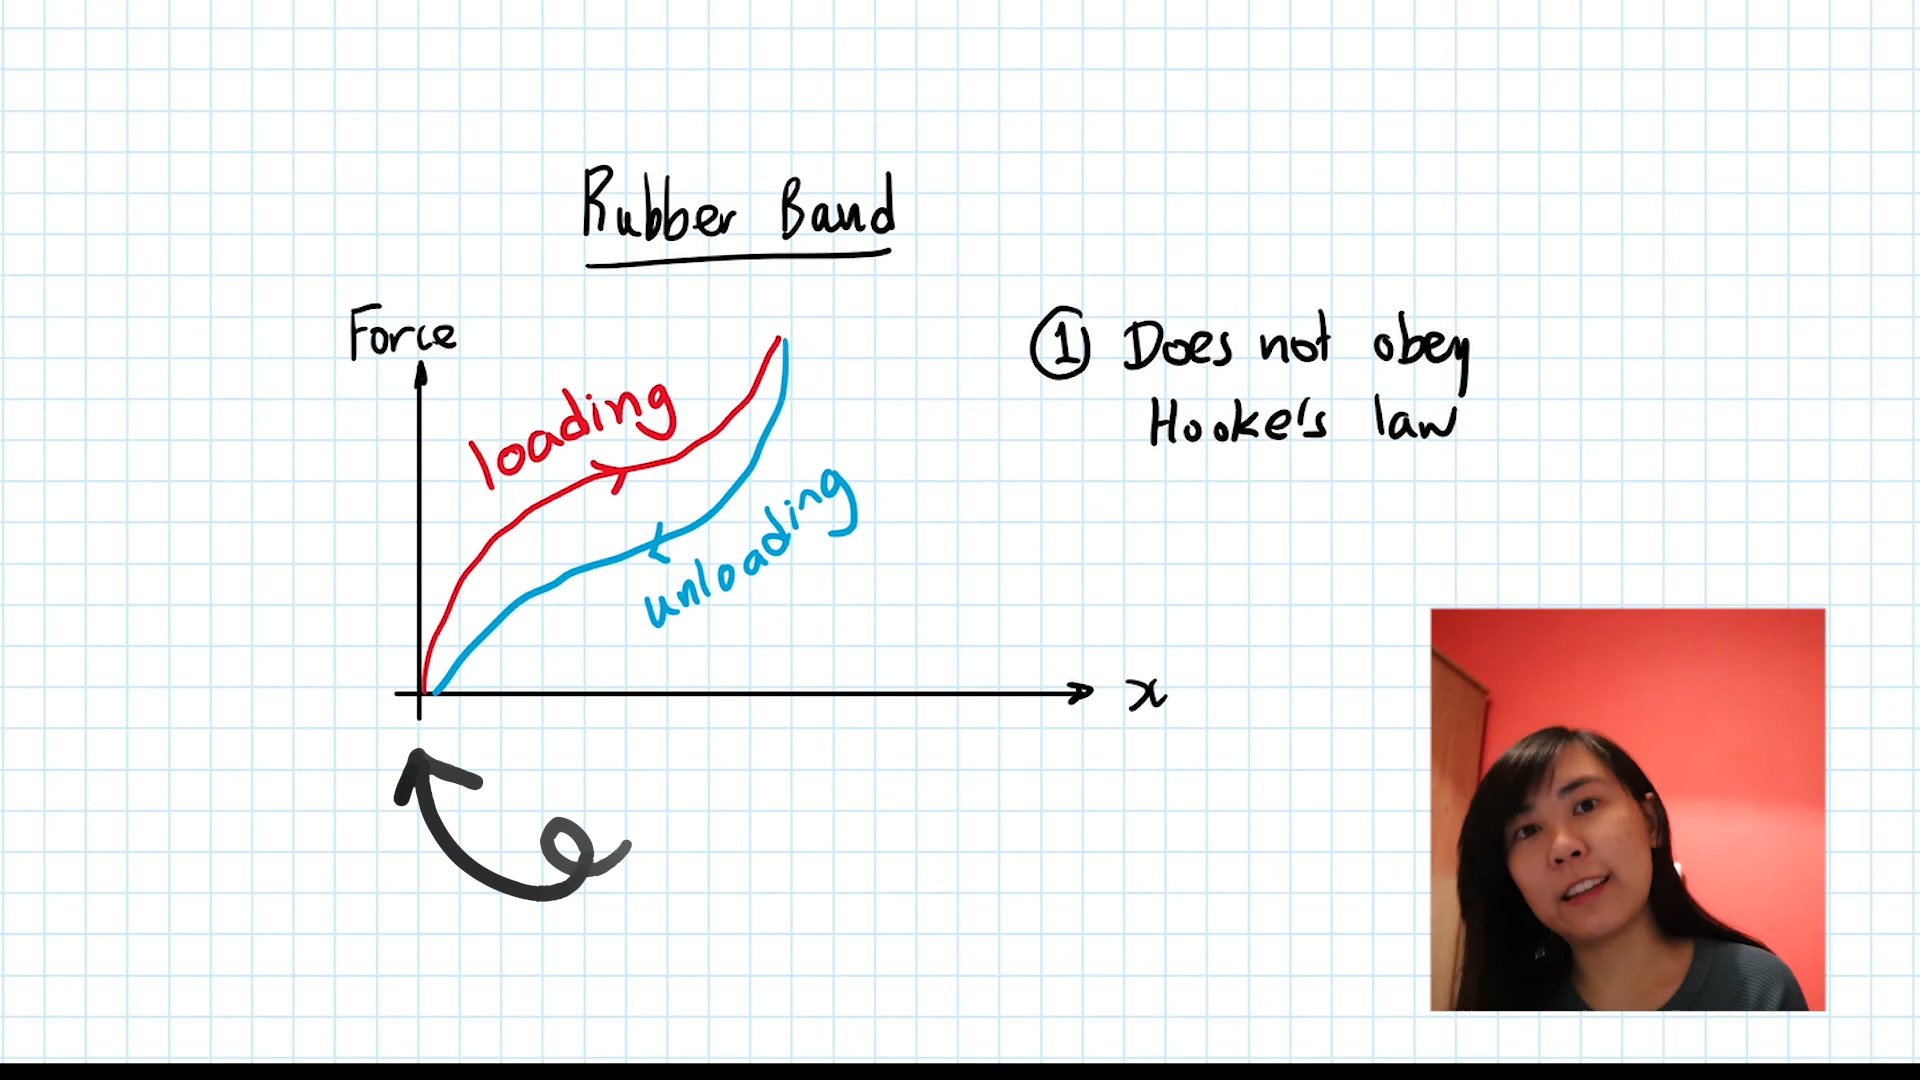 Rubber Band
Force
loading
unloading
x
① Does not obey
Hooke's law